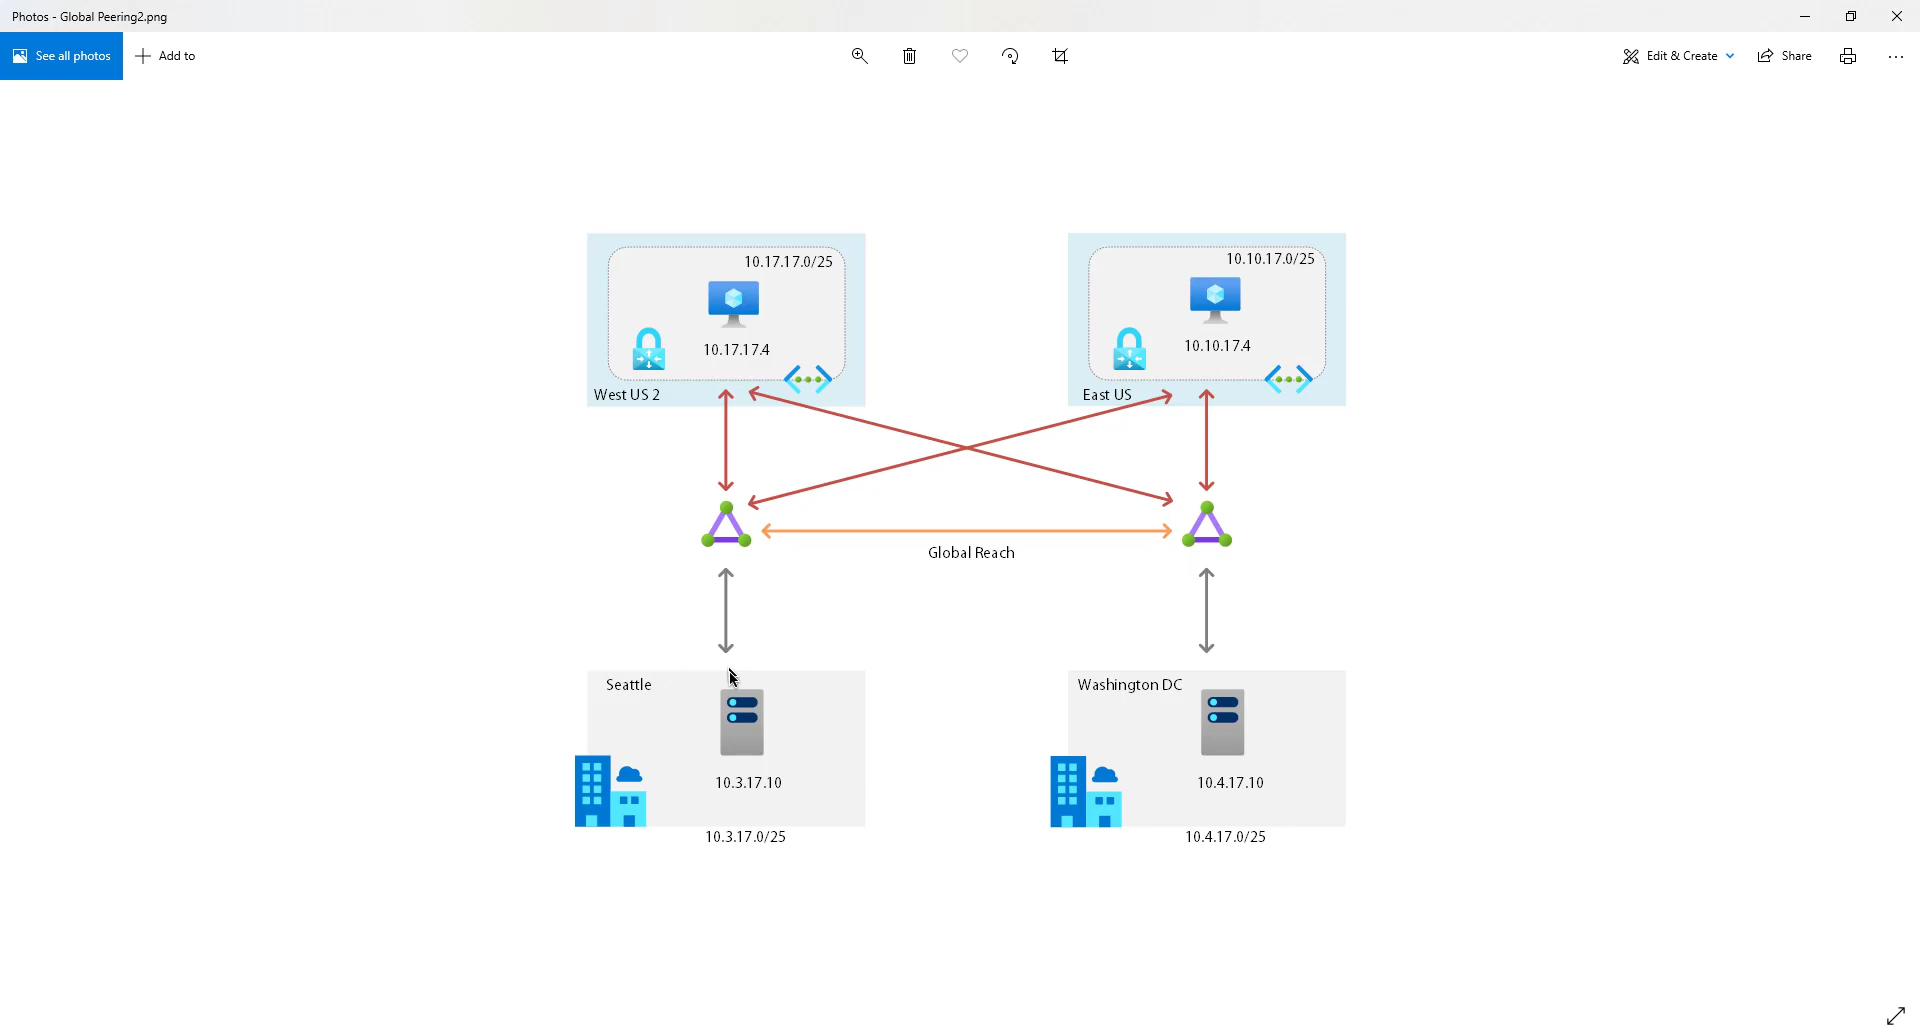 Photos - Global Peering2.png
See all photos
Add to
Edit & Create
Share
10.17.17.0/25
10.17.17.4
West US 2
10.10.17.0/25
10.10.17.4
East US
Global Reach
Seattle
10.3.17.10
10.3.17.0/25
Washington DC
10.4.17.10
10.4.17.0/25